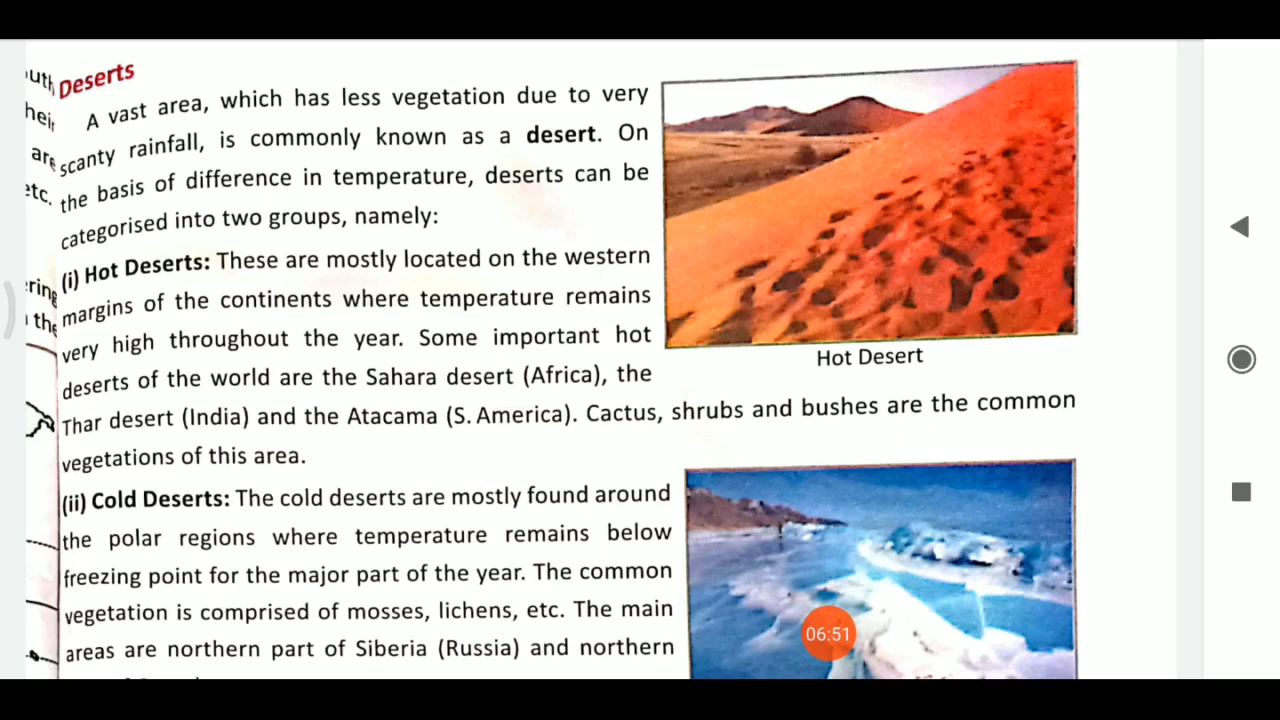 Deserts
A vast area, which has less vegetation due to very
scanty rainfall, is commonly known as a desert. On
the basis of difference in temperature, deserts can be
categorised into two groups, namely:
(i) Hot Deserts: These are mostly located on the western
margins of the continents where temperature remains
very high throughout the year. Some important hot
deserts of the world are the Sahara desert (Africa), the
Thar desert (India) and the Atacama (S. America). Cactus, shrubs and bushes are the common
vegetations of this area.
Hot Desert
(ii) Cold Deserts: The cold deserts are mostly found around
the polar regions where temperature remains below
freezing point for the major part of the year. The common
vegetation is comprised of mosses, lichens, etc. The main
areas are northern part of Siberia (Russia) and northern
06:51
are
etc.